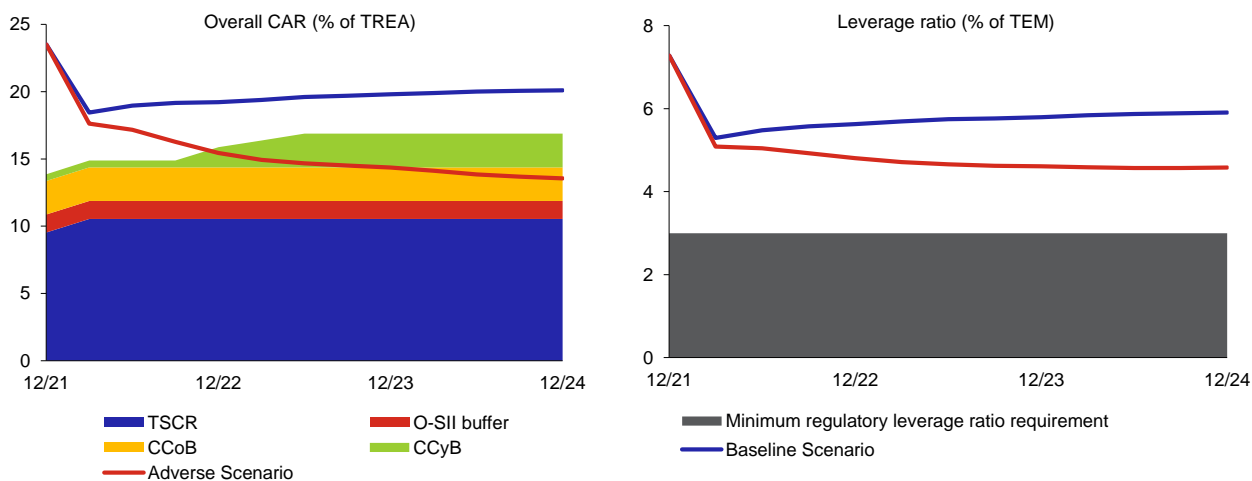 Overall CAR (% of TREA)
25
20
15
10
5
0
12/21
12/22
12/23
12/24
TSCR
O-SII buffer
CCoB
CCyB
Adverse Scenario
Leverage ratio (% of TEM)
8
6
4
2
0
12/21
12/22
12/23
12/24
Minimum regulatory leverage ratio requirement
Baseline Scenario